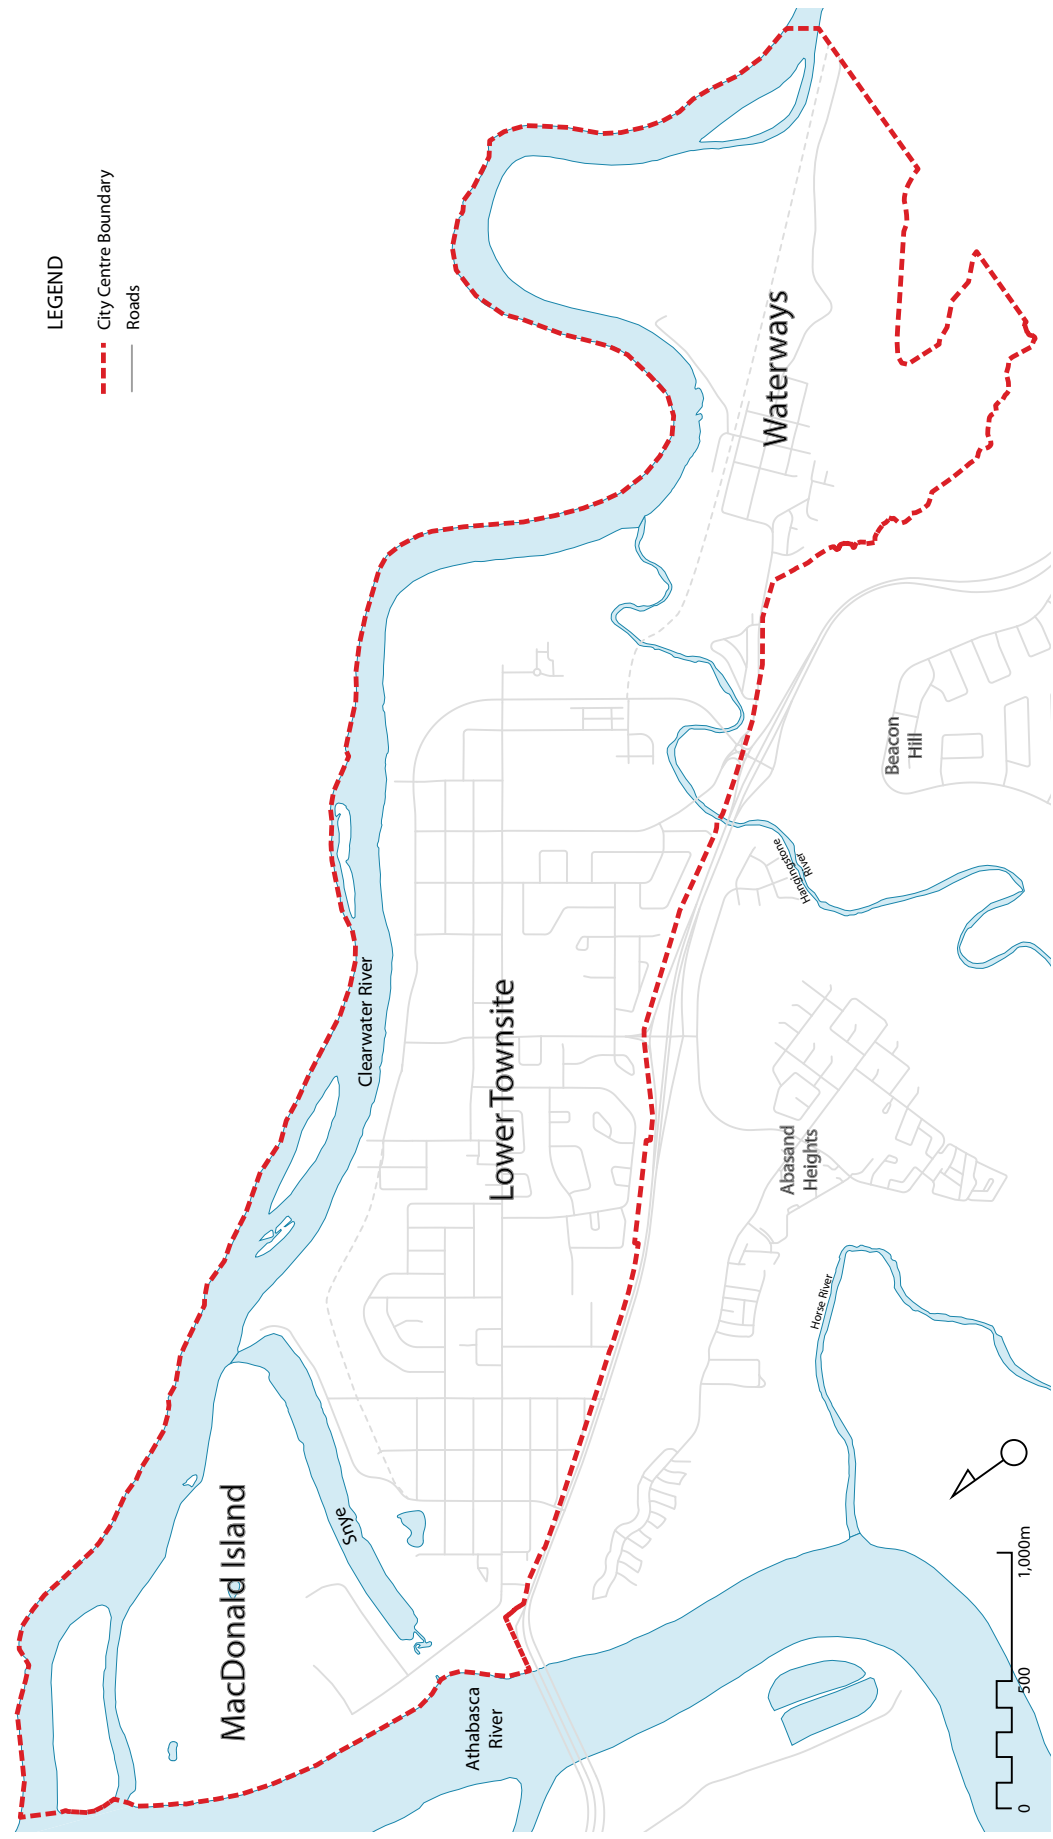 LEGEND
City Centre Boundary
Roads
Waterways
Beacon
Hill
Hangingstone
River
Clearwater River
Lower Townsite
Abasand
Heights
Horse River
MacDonald Island
Snye
Athabasca
River
0
500
1,000m